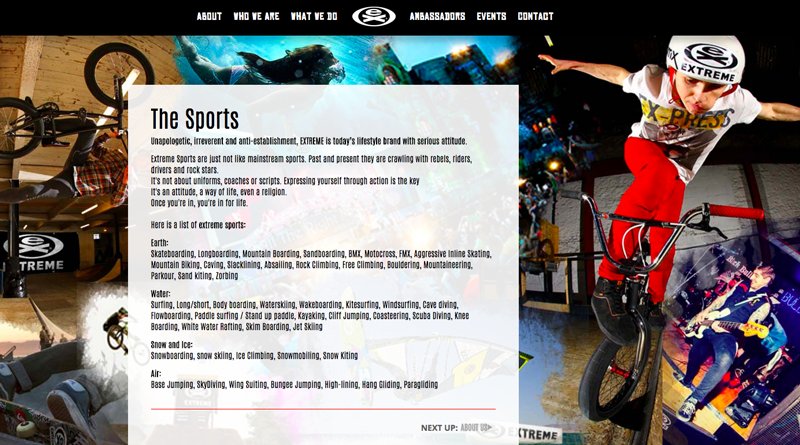 ABOUT WHO WE ARE WHAT WE DO AMBASSADORS EVENTS CONTACT
EXTREME
The Sports
Unapologetic, irreverent and anti-establishment, EXTREME is today's lifestyle brand with serious attitude.
Extreme Sports are just not like mainstream sports. Past and present they are crawling with rebels, riders,
drivers and rock stars.
It's not about uniforms, coaches or scripts. Expressing yourself through action is the key
It's an attitude, a way of life, even a religion.
Once you're in, you're in for life.
Here is a list of extreme sports:
Earth:
Skateboarding, Longboarding, Mountain Boarding, Sandboarding, BMX, Motocross, FMX, Aggressive Inline Skating,
Mountain Biking, Caving, Slacklining, Absailing, Rock Climbing, Free Climbing, Bouldering, Mountaineering,
Parkour, Sand kiting, Zorbing
EXTREME
Water:
Surfing, Long/short, Body boarding, Waterskiing, Wakeboarding, Kitesurfing, Windsurfing, Cave diving,
Flowboarding, Paddle surfing / Stand up paddle, Kayaking, Cliff Jumping, Coasteering, Scuba Diving, Knee
Boarding, White Water Rafting, Skim Boarding, Jet Skiing
Snow and Ice:
Snowboarding, snow skiing, Ice Climbing, Snowmobiling, Snow Kiting
Air:
Base Jumping, SkyDiving, Wing Suiting, Bungee Jumping, High-lining, Hang Gliding, Paragliding
NEXT UP: ABOUT US
EXTREME